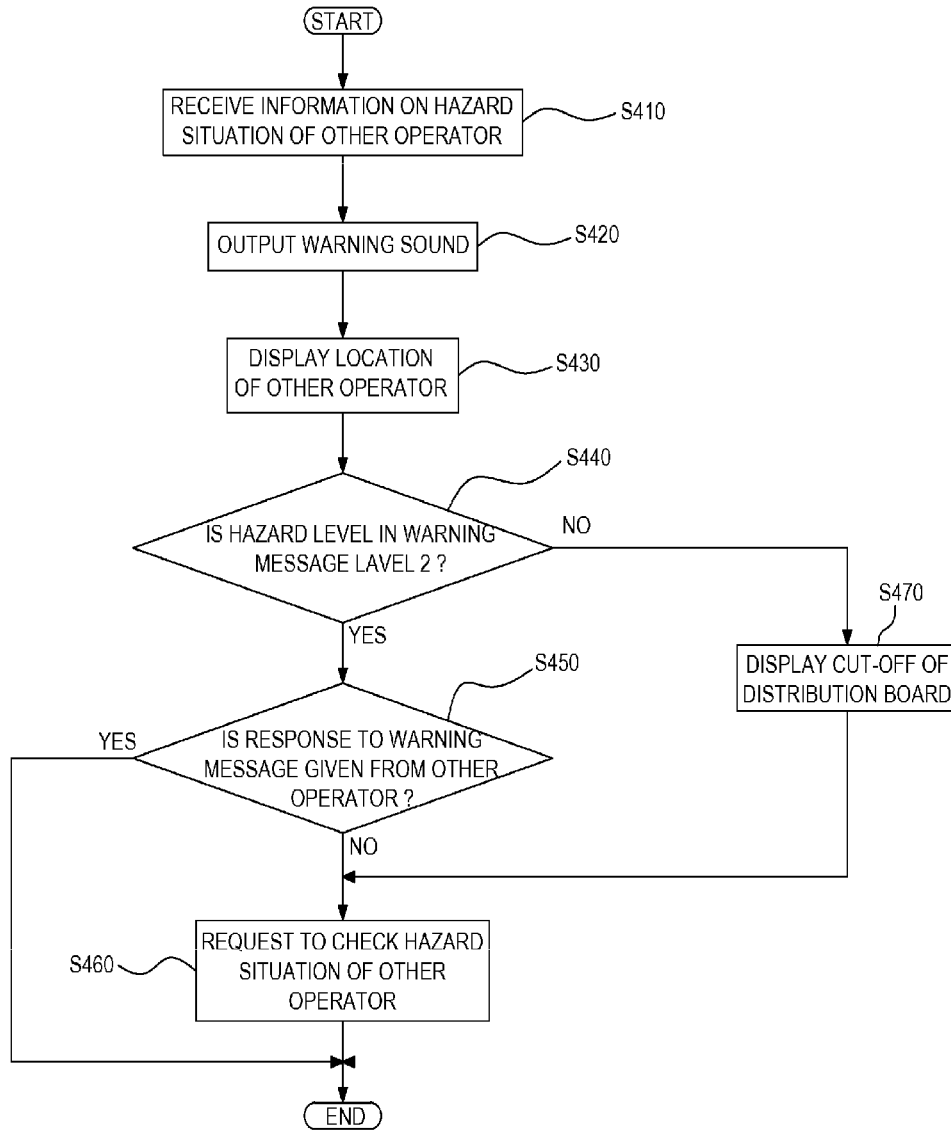 START
RECEIVE INFORMATION ON HAZARD
SITUATION OF OTHER OPERATOR
S410
OUTPUT WARNING SOUND
S420
DISPLAY LOCATION
OF OTHER OPERATOR
S430
S440
IS HAZARD LEVEL IN WARNING
MESSAGE LAVEL 2 ?
NO
YES
S470
DISPLAY CUT-OFF OF
DISTRIBUTION BOARD
S450
YES
IS RESPONSE TO WARNING
MESSAGE GIVEN FROM OTHER
OPERATOR ?
NO
REQUEST TO CHECK HAZARD
SITUATION OF OTHER
OPERATOR
S460
END